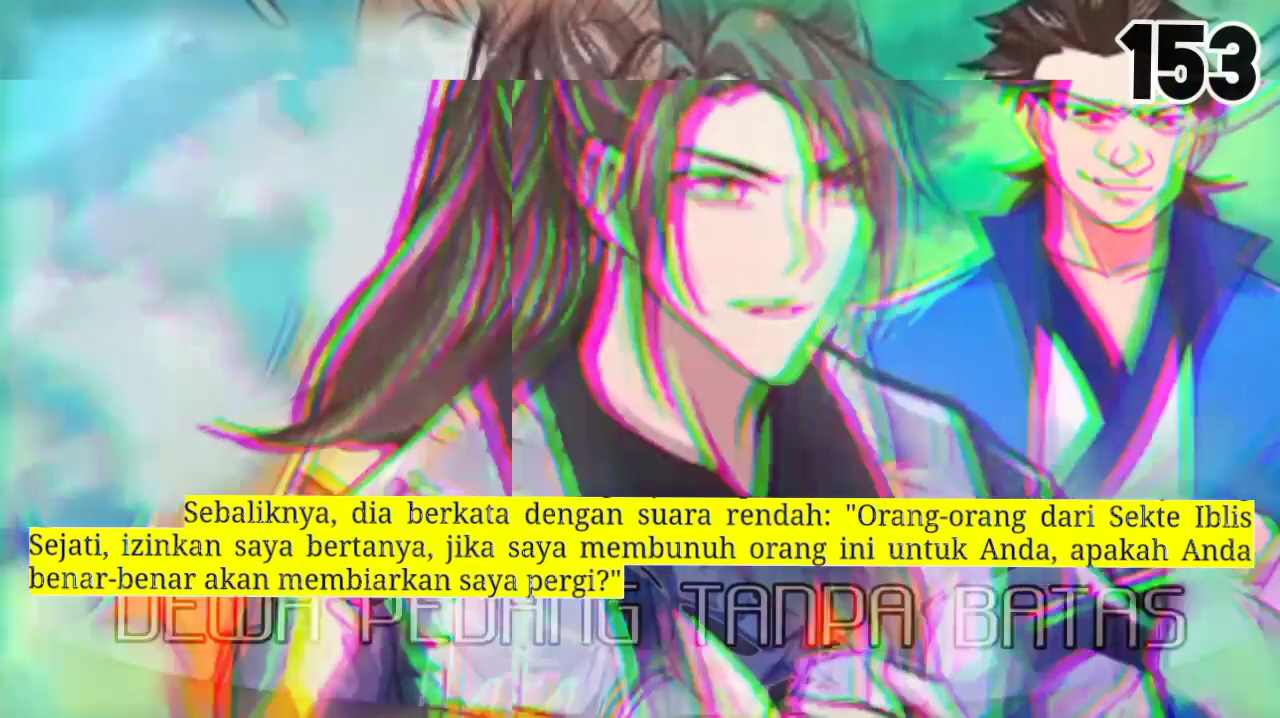 153
Sebaliknya, dia berkata dengan suara rendah: "Orang-orang dari Sekte Iblis
Sejati, izinkan saya bertanya, jika saya membunuh orang ini untuk Anda, apakah Anda
benar-benar akan membiarkan saya pergi?"
DEWA PEDANG TANPA BATAS